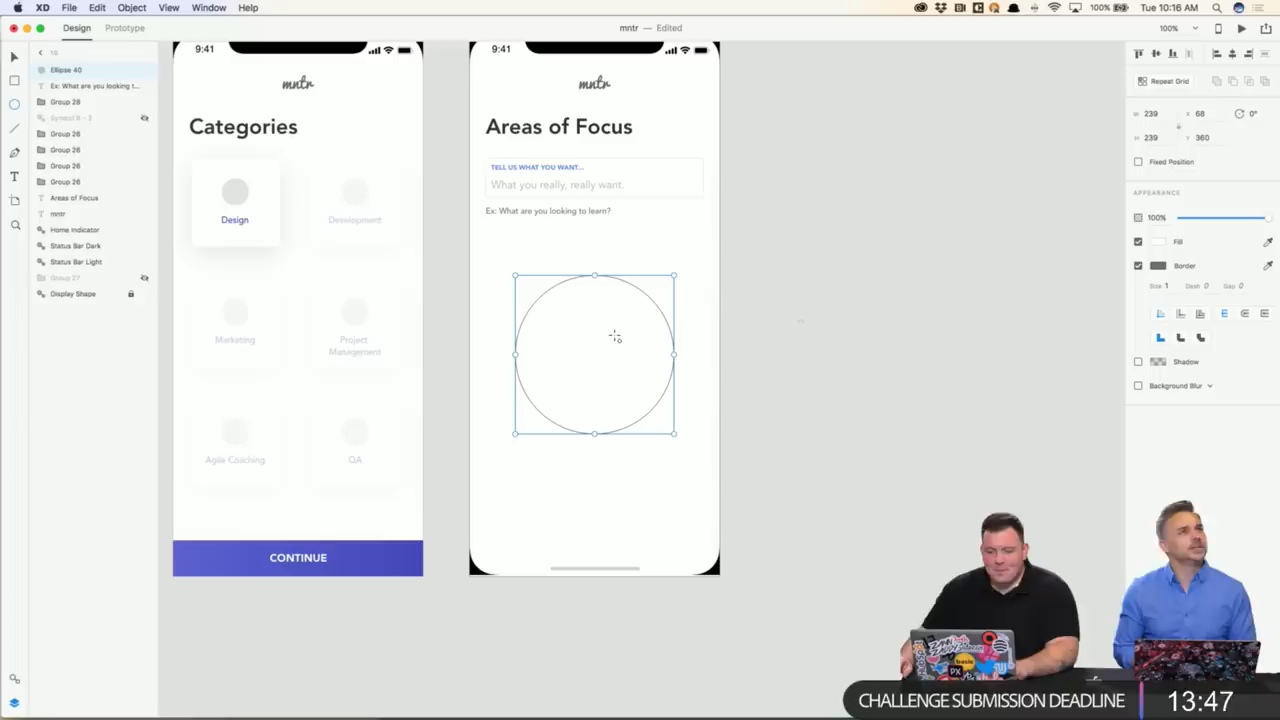 XD File Edit Object View Window Help
100% Tue 10:16 AM
Design Prototype
mntr — Edited
100%
Ellipse 40
Ex: What are you looking t...
Group 28
Group 26
Group 26
Group 26
Group 26
Areas of Focus
mntr
Home Indicator
Status Bar Dark
Status Bar Light
Group 27
Display Shape
9:41
mntr
Categories
Design
Development
Marketing
Project
Management
Agile Coaching
QA
CONTINUE
9:41
mntr
Areas of Focus
TELL US WHAT YOU WANT...
What you really, really want.
Ex: What are you looking to learn?
Repeat Grid
W 239 X 68 0°
H 239 Y 360
Fixed Position
APPEARANCE
100%
Fill
Border
Size 1 Dash 0 Gap 0
Shadow
Background Blur
basic
PX
CHALLENGE SUBMISSION DEADLINE 13:47